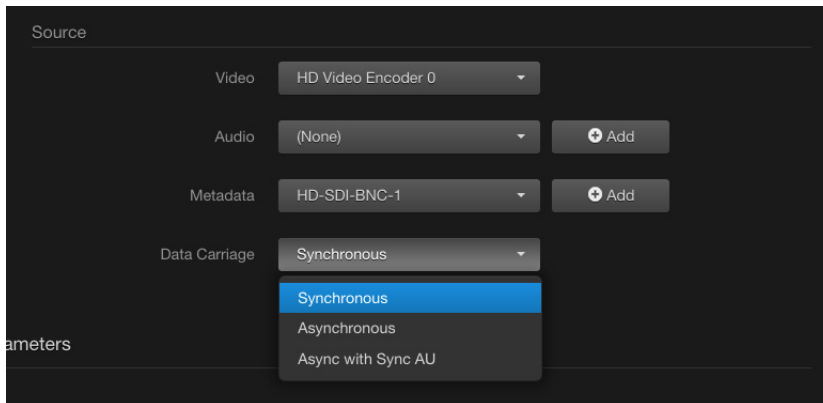 Source
Video HD Video Encoder 0
Audio (None) Add
Metadata HD-SDI-BNC-1 Add
Data Carriage Synchronous
Synchronous
Asynchronous
ameters
Async with Sync AU